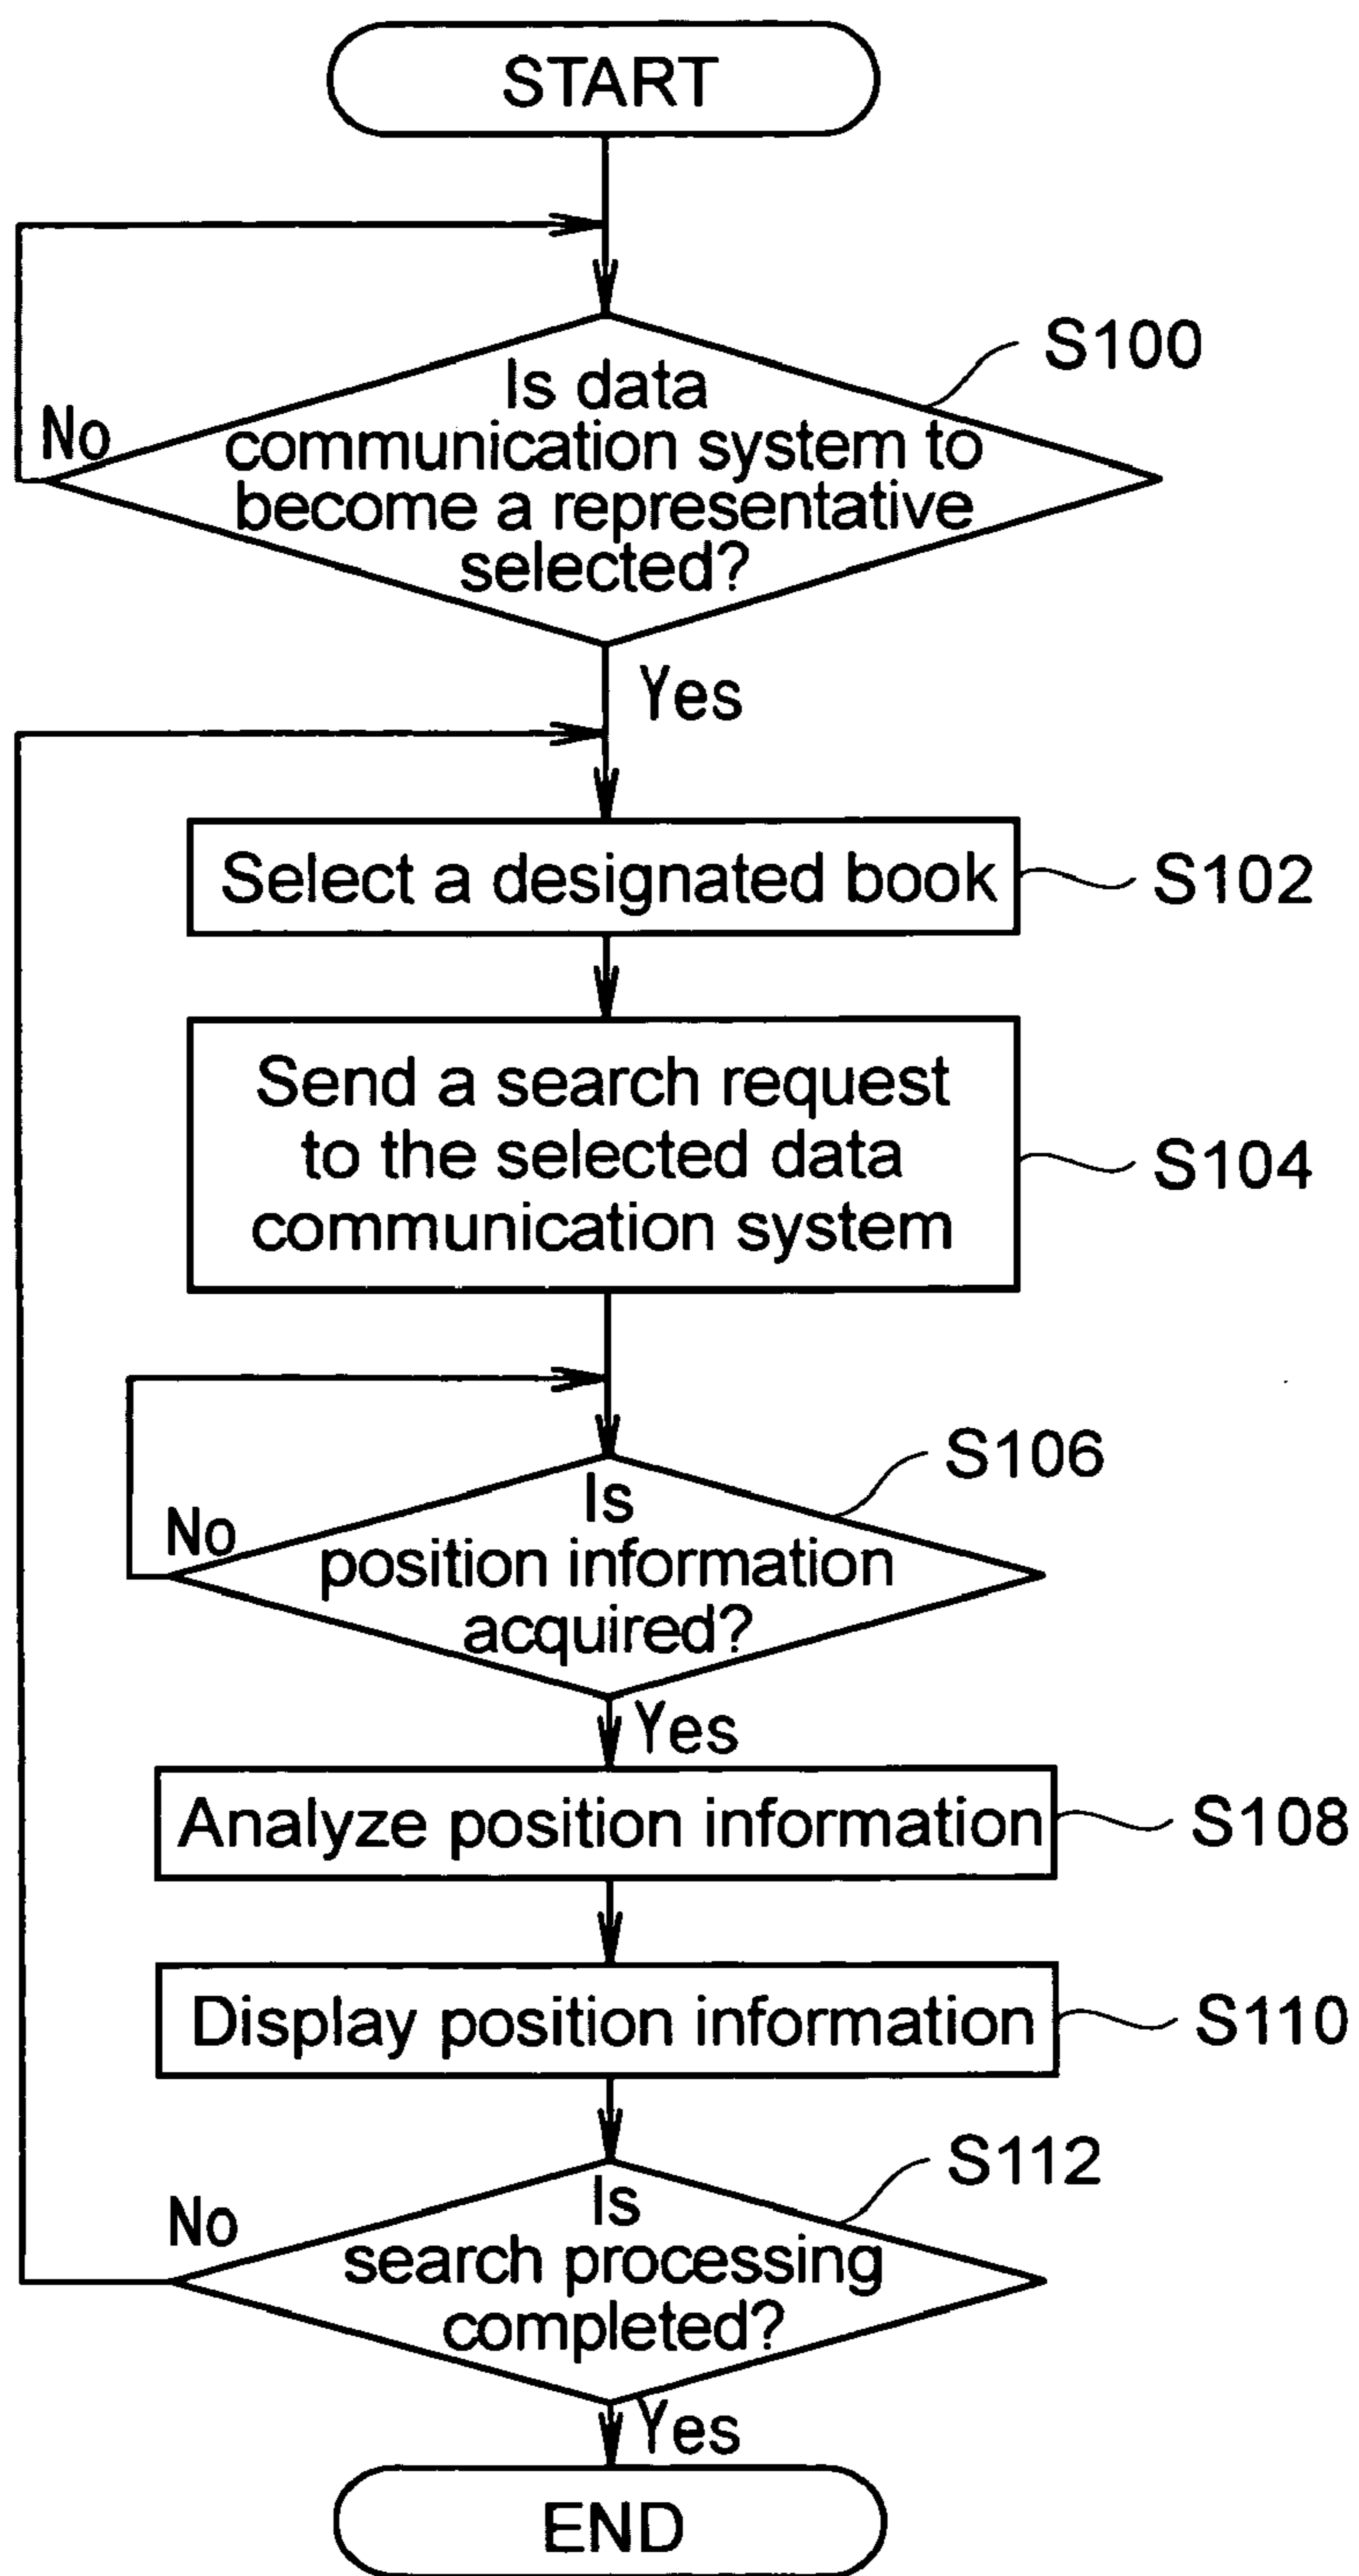 START
S100
Is data
communication system to
become a representative
selected?
No
Yes
Select a designated book
S102
Send a search request
to the selected data
communication system
S104
S106
Is
position information
acquired?
No
Yes
Analyze position information
S108
Display position information
S110
S112
Is
search processing
completed?
No
Yes
END